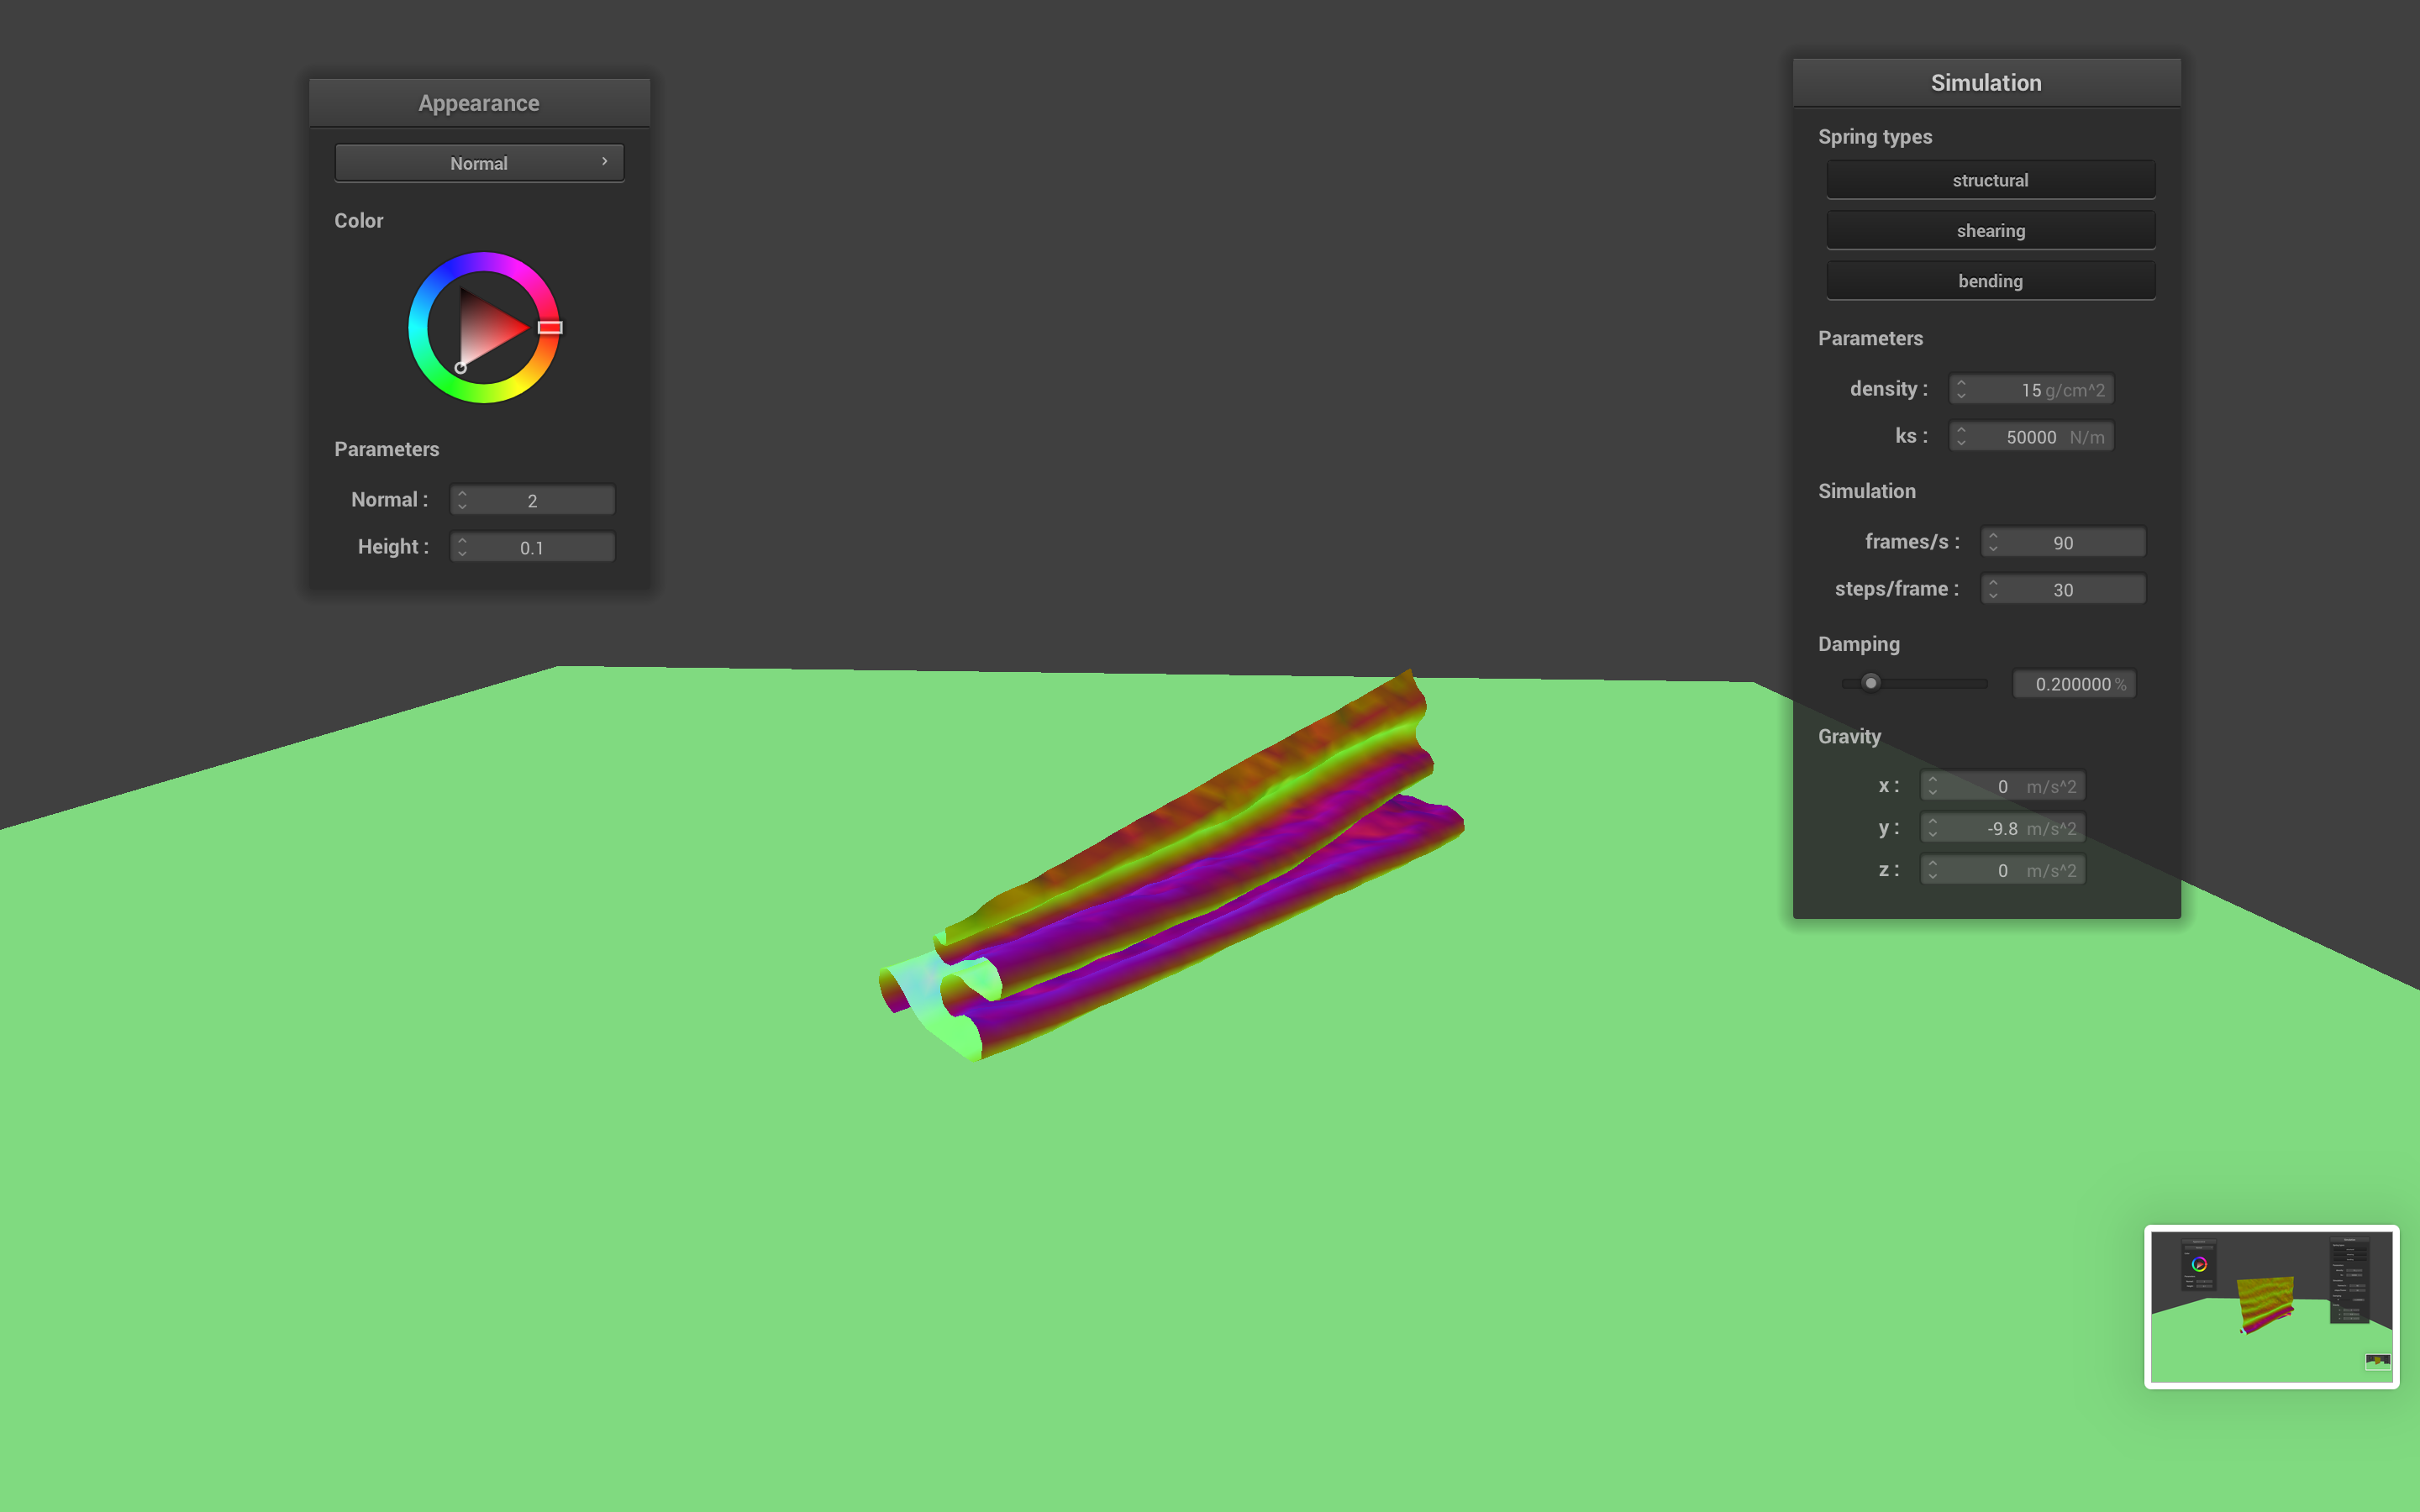 Appearance
Normal
Color
Parameters
Normal : 2
Height : 0.1
Simulation
Spring types
structural
shearing
bending
Parameters
density : 15 g/cm^2
ks : 50000 N/m
Simulation
frames/s : 90
steps/frame : 30
Damping
0.200000 %
Gravity
x : 0 m/s^2
y : -9.8 m/s^2
z : 0 m/s^2